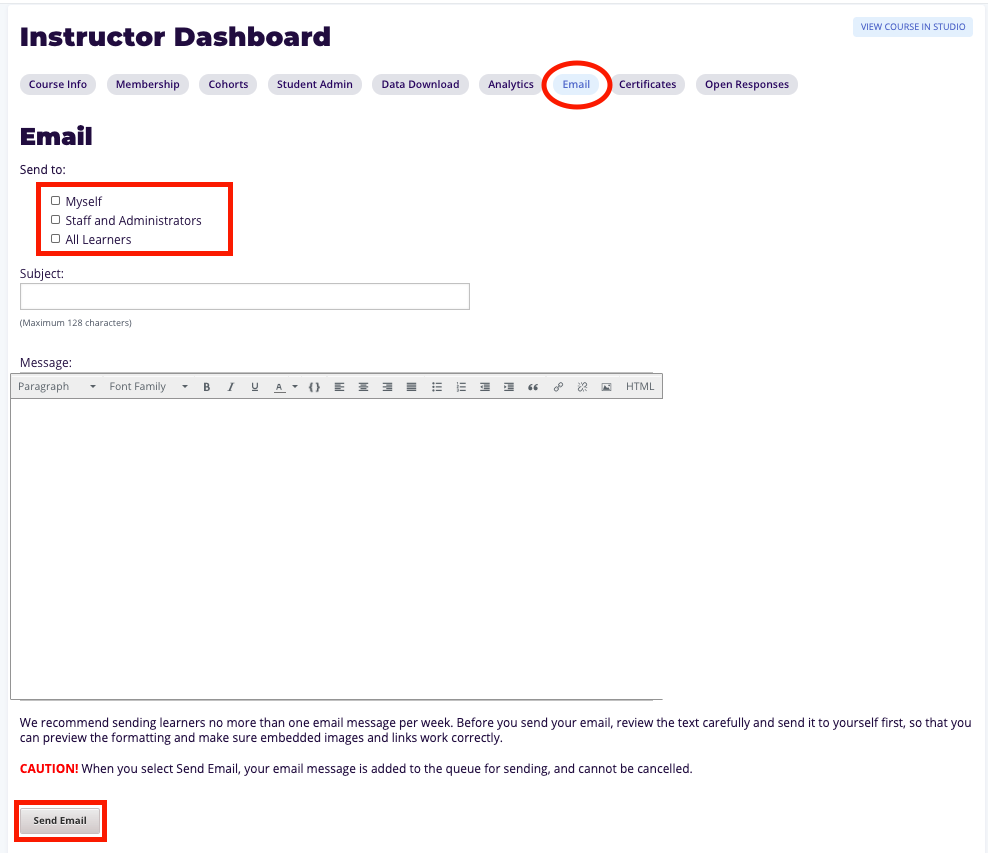 VIEW COURSE IN STUDIO
Instructor Dashboard
Course Info Membership Cohorts Student Admin Data Download Analytics Email Certificates Open Responses
Email
Send to:
Myself
Staff and Administrators
All Learners
Subject:
(Maximum 128 characters)
Message:
Paragraph Font Family B I U A {} HTML
We recommend sending learners no more than one email message per week. Before you send your email, review the text carefully and send it to yourself first, so that you
can preview the formatting and make sure embedded images and links work correctly.
CAUTION! When you select Send Email, your email message is added to the queue for sending, and cannot be cancelled.
Send Email